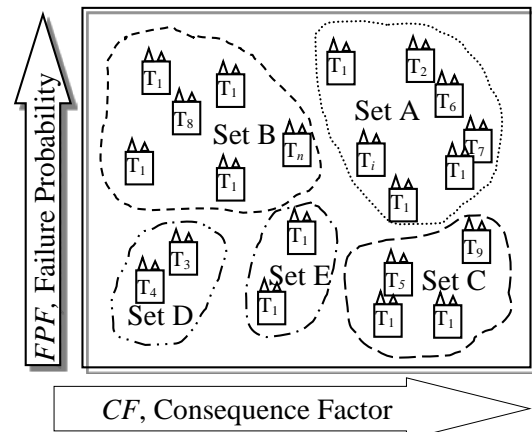 FPF, Failure Probability
T1
T1
T8
Set B
T1
T1
Tn
T1
T2
T6
Set A
T7
Ti
T1
T1
T3
T4
Set D
T1
Set E
T1
T9
T5
Set C
T1
T1
CF, Consequence Factor